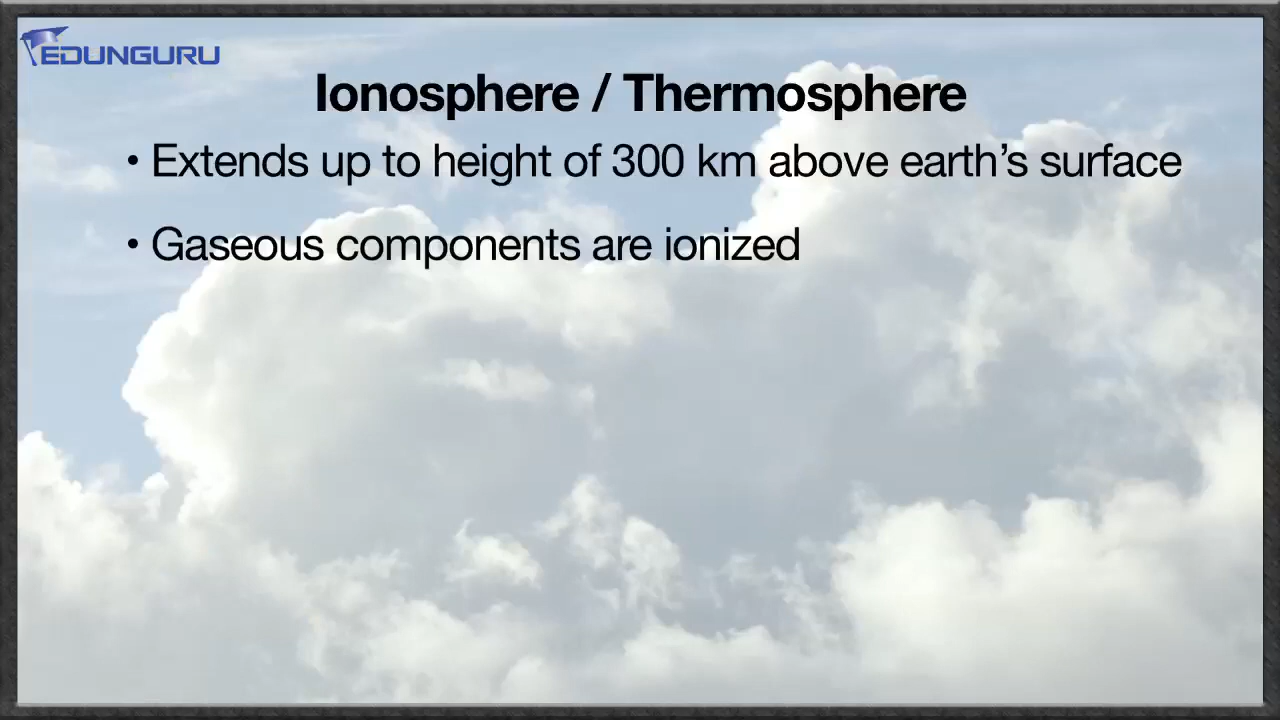 EDUNGURU
Ionosphere / Thermosphere
• Extends up to height of 300 km above earth’s surface
• Gaseous components are ionized